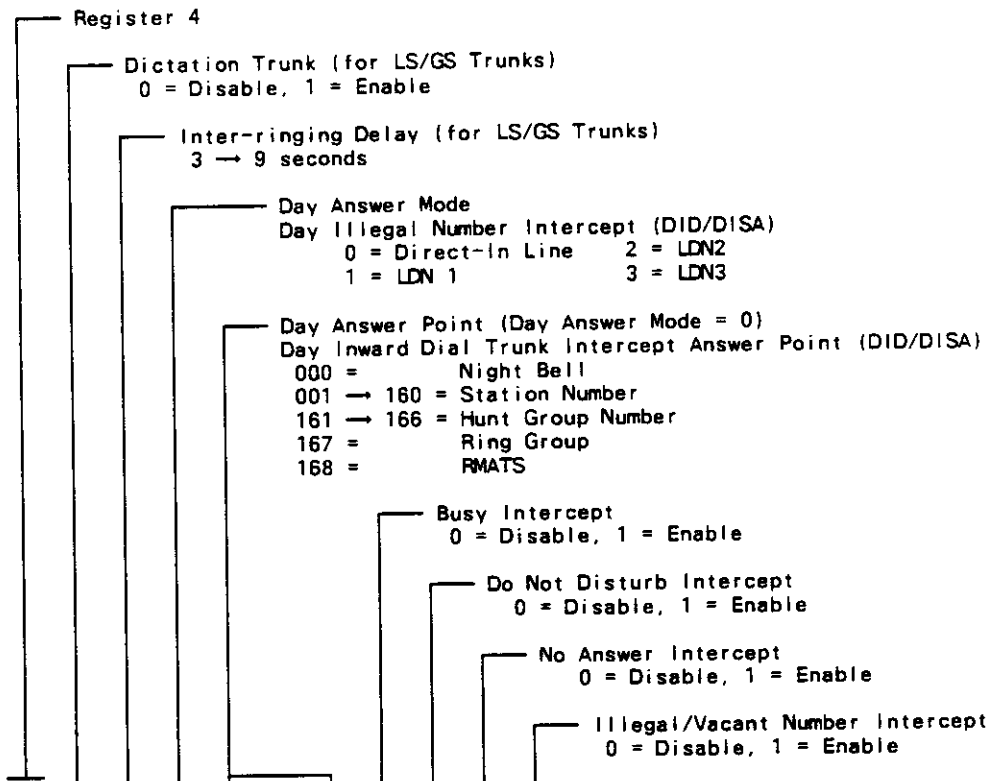 Register 4
Dictation Trunk (for LS/GS Trunks)
0 = Disable, 1 = Enable
Inter-ringing Delay (for LS/GS Trunks)
3 → 9 seconds
Day Answer Mode
Day Illegal Number Intercept (DID/DISA)
0 = Direct-In Line 2 = LDN2
1 = LDN 1 3 = LDN3
Day Answer Point (Day Answer Mode = 0)
Day Inward Dial Trunk Intercept Answer Point (DID/DISA)
000 = Night Bell
001 → 160 = Station Number
161 → 166 = Hunt Group Number
167 = Ring Group
168 = RMATS
Busy Intercept
0 = Disable, 1 = Enable
Do Not Disturb Intercept
0 = Disable, 1 = Enable
No Answer Intercept
0 = Disable, 1 = Enable
Illegal/Vacant Number Intercept
0 = Disable, 1 = Enable